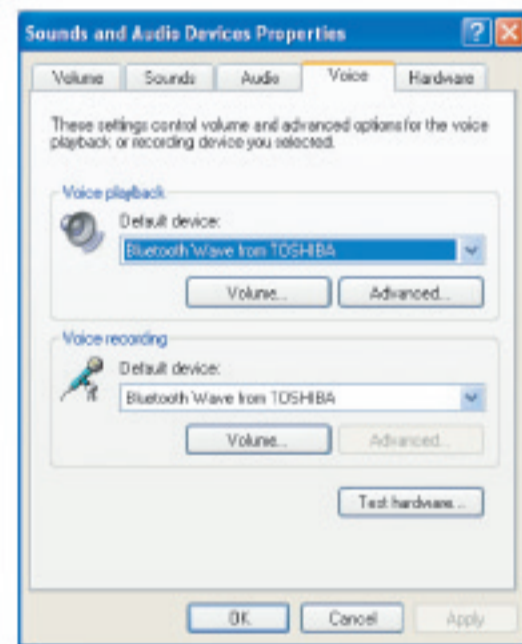 Sounds and Audio Devices Properties
Volume Sounds Audio Voice Hardware
These settings control volume and advanced options for the voice
playback or recording device you selected.
Voice playback
Default device:
Bluetooth Wave from TOSHIBA
Volume... Advanced...
Voice recording
Default device:
Bluetooth Wave from TOSHIBA
Volume... Advanced...
Test hardware...
OK Cancel Apply